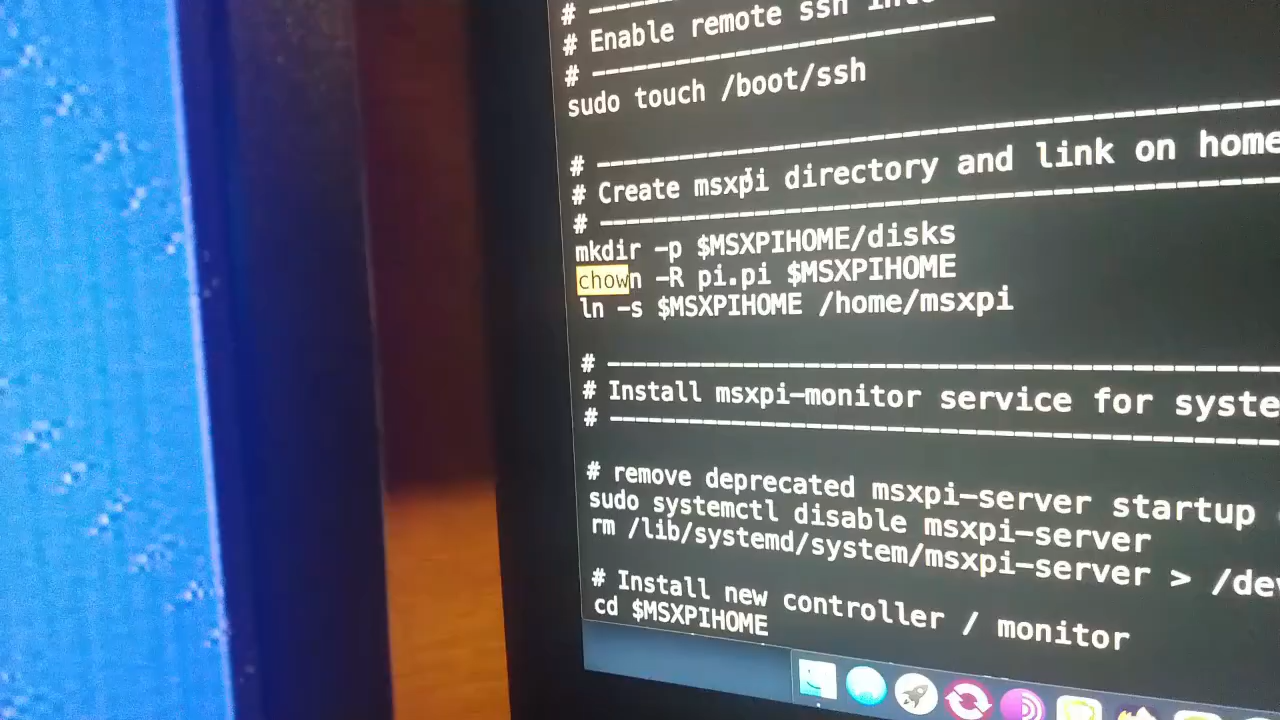 # ---------------------
# Enable remote ssh
# ---------------------
sudo touch /boot/ssh
# ---------------------
# Create msxpi directory and link on home
# ---------------------
mkdir -p $MSXPIHOME/disks
chown -R pi.pi $MSXPIHOME
ln -s $MSXPIHOME /home/msxpi
# ---------------------
# Install msxpi-monitor service for syste
# ---------------------
# remove deprecated msxpi-server startup
sudo systemctl disable msxpi-server
rm /lib/systemd/system/msxpi-server > /dev
# Install new controller / monitor
cd $MSXPIHOME